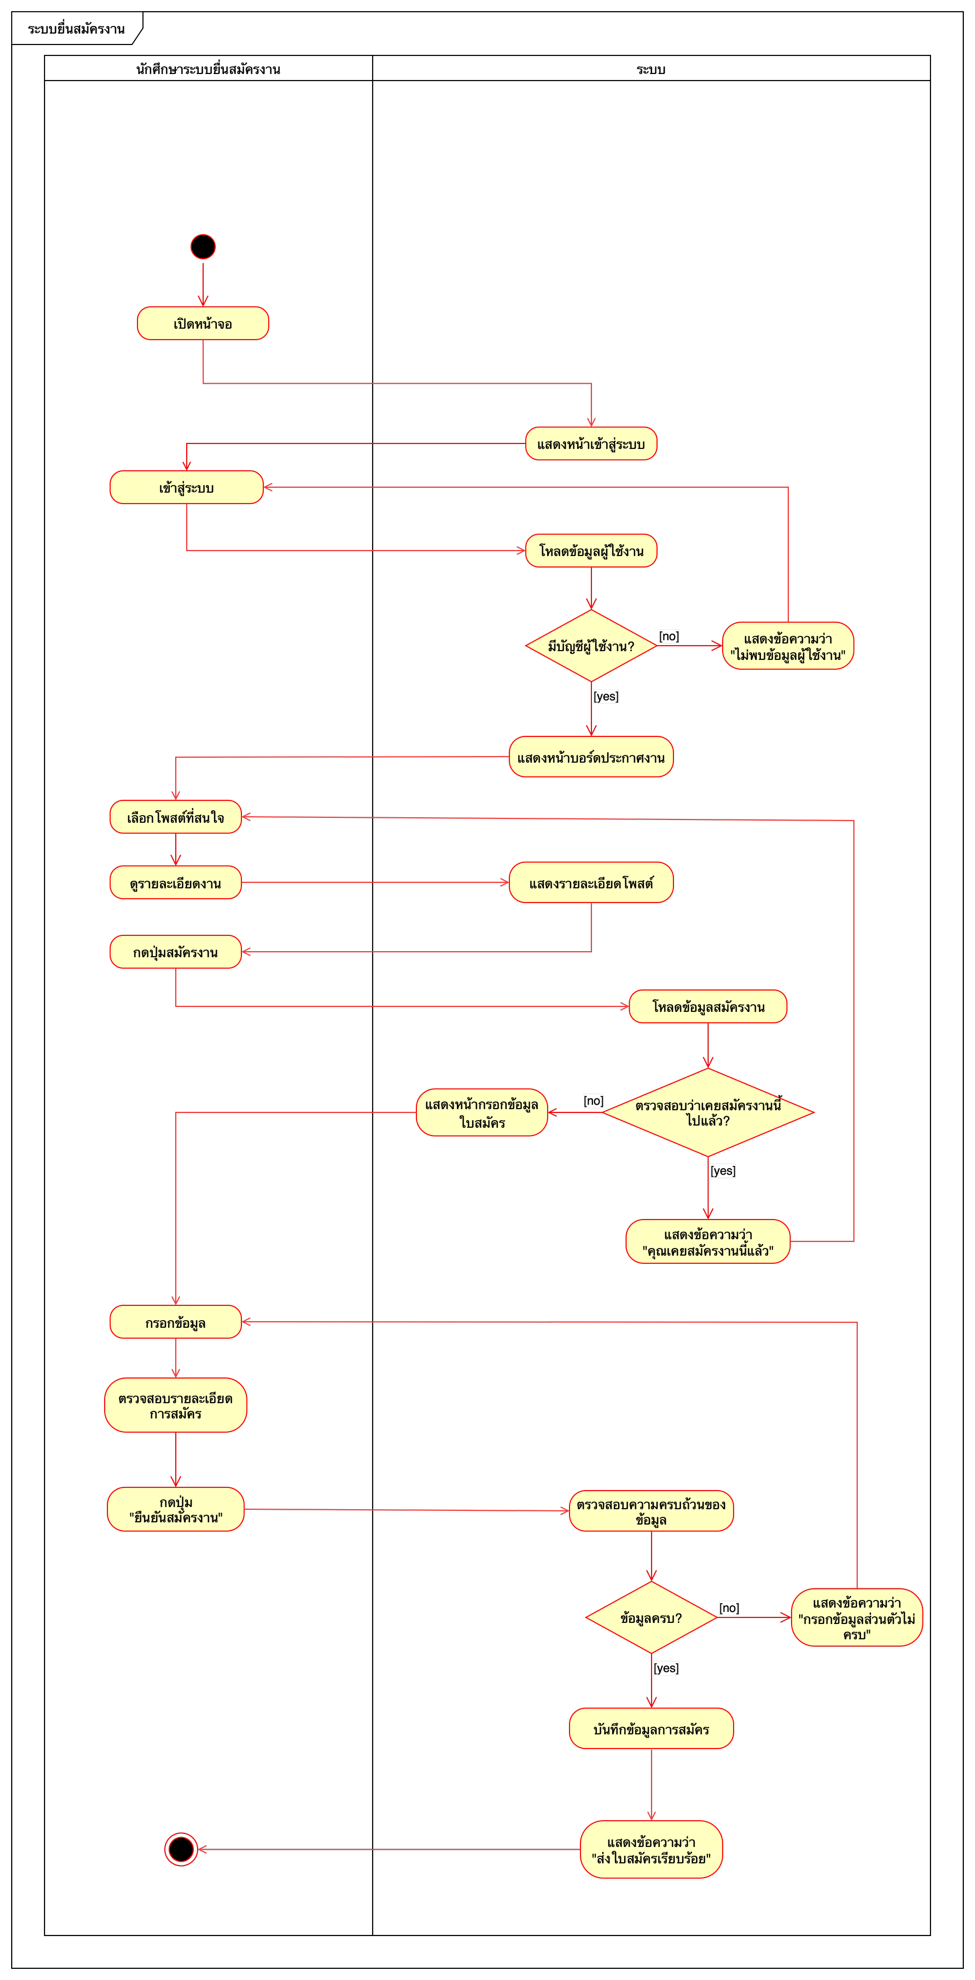 ระบบยื่นสมัครงาน
นักศึกษาระบบยื่นสมัครงาน
ระบบ
เปิดหน้าจอ
แสดงหน้าเข้าสู่ระบบ
เข้าสู่ระบบ
โหลดข้อมูลผู้ใช้งาน
มีบัญชีผู้ใช้งาน?
[no]
แสดงข้อความว่า
"ไม่พบข้อมูลผู้ใช้งาน"
[yes]
แสดงหน้าบอร์ดประกาศงาน
เลือกโพสต์ที่สนใจ
ดูรายละเอียดงาน
แสดงรายละเอียดโพสต์
กดปุ่มสมัครงาน
โหลดข้อมูลสมัครงาน
ตรวจสอบว่าเคยสมัครงานนี้
ไปแล้ว?
[no]
แสดงหน้ากรอกข้อมูล
ใบสมัคร
[yes]
แสดงข้อความว่า
"คุณเคยสมัครงานนี้แล้ว"
กรอกข้อมูล
ตรวจสอบรายละเอียด
การสมัคร
กดปุ่ม
"ยืนยันสมัครงาน"
ตรวจสอบความครบถ้วนของ
ข้อมูล
ข้อมูลครบ?
[no]
แสดงข้อความว่า
"กรอกข้อมูลส่วนตัวไม่
ครบ"
[yes]
บันทึกข้อมูลการสมัคร
แสดงข้อความว่า
"ส่งใบสมัครเรียบร้อย"